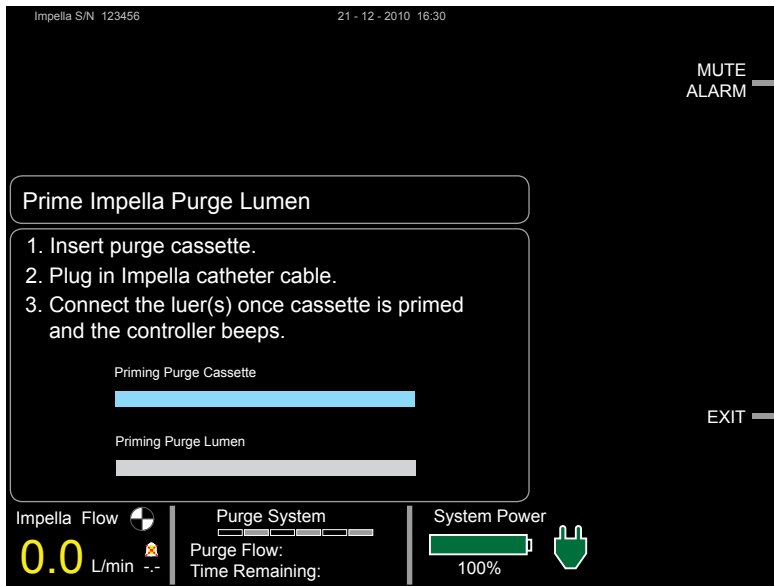 Impella S/N 123456 21 - 12 - 2010 16:30
MUTE
ALARM
Prime Impella Purge Lumen
1. Insert purge cassette.
2. Plug in Impella catheter cable.
3. Connect the luer(s) once cassette is primed
and the controller beeps.
Priming Purge Cassette
EXIT
Priming Purge Lumen
Impella Flow
0.0 L/min -.-
Purge System
Purge Flow:
Time Remaining:
System Power
100%